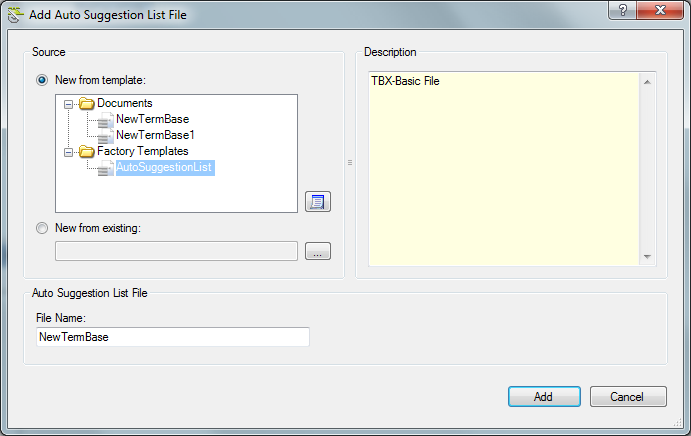 Add Auto Suggestion List File
?
Source
New from template:
Documents
NewTermBase
NewTermBase1
Factory Templates
AutoSuggestionList
New from existing:
...
Description
TBX-Basic File
Auto Suggestion List File
File Name:
NewTermBase
Add
Cancel